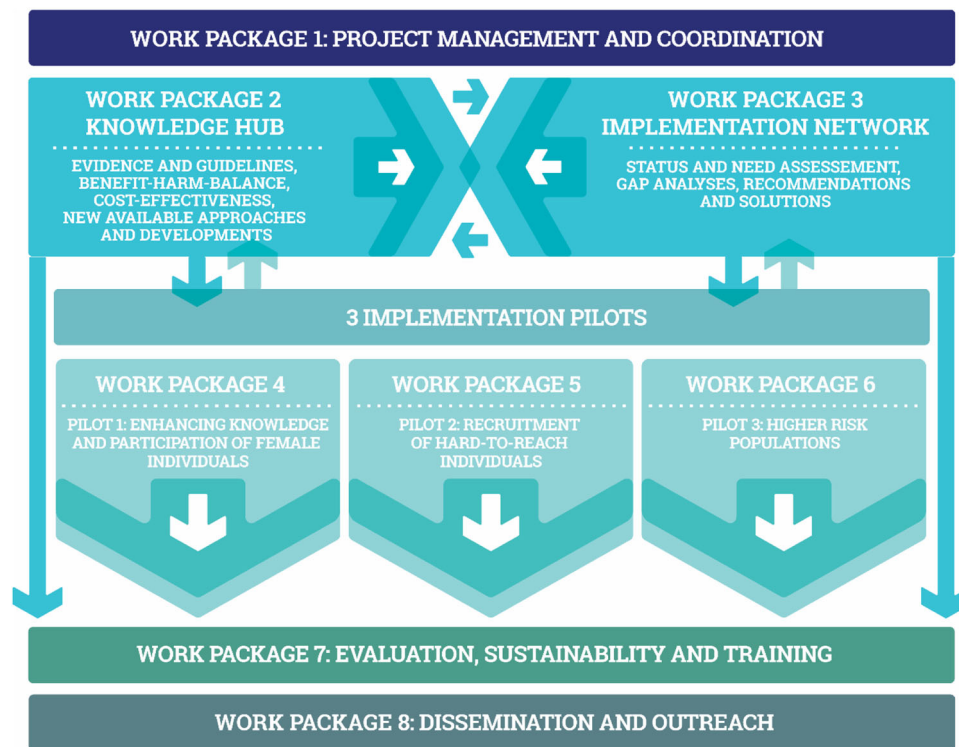 WORK PACKAGE 1: PROJECT MANAGEMENT AND COORDINATION
WORK PACKAGE 2
KNOWLEDGE HUB
EVIDENCE AND GUIDELINES,
BENEFIT-HARM-BALANCE,
COST-EFFECTIVENESS,
NEW AVAILABLE APPROACHES
AND DEVELOPMENTS
WORK PACKAGE 3
IMPLEMENTATION NETWORK
STATUS AND NEED ASSESSEMENT,
GAP ANALYSES, RECOMMENDATIONS
AND SOLUTIONS
3 IMPLEMENTATION PILOTS
WORK PACKAGE 4
PILOT 1: ENHANCING KNOWLEDGE
AND PARTICIPATION OF FEMALE
INDIVIDUALS
WORK PACKAGE 5
PILOT 2: RECRUITMENT
OF HARD-TO-REACH
INDIVIDUALS
WORK PACKAGE 6
PILOT 3: HIGHER RISK
POPULATIONS
WORK PACKAGE 7: EVALUATION, SUSTAINABILITY AND TRAINING
WORK PACKAGE 8: DISSEMINATION AND OUTREACH